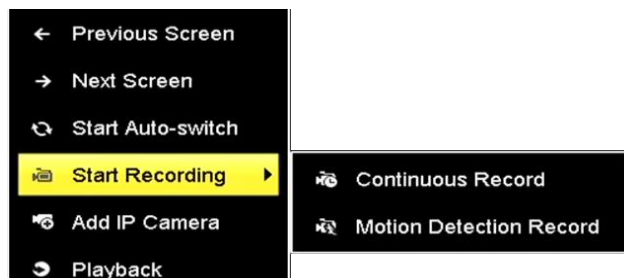 Previous Screen
Next Screen
Start Auto-switch
Start Recording
Add IP Camera
Playback
Continuous Record
Motion Detection Record